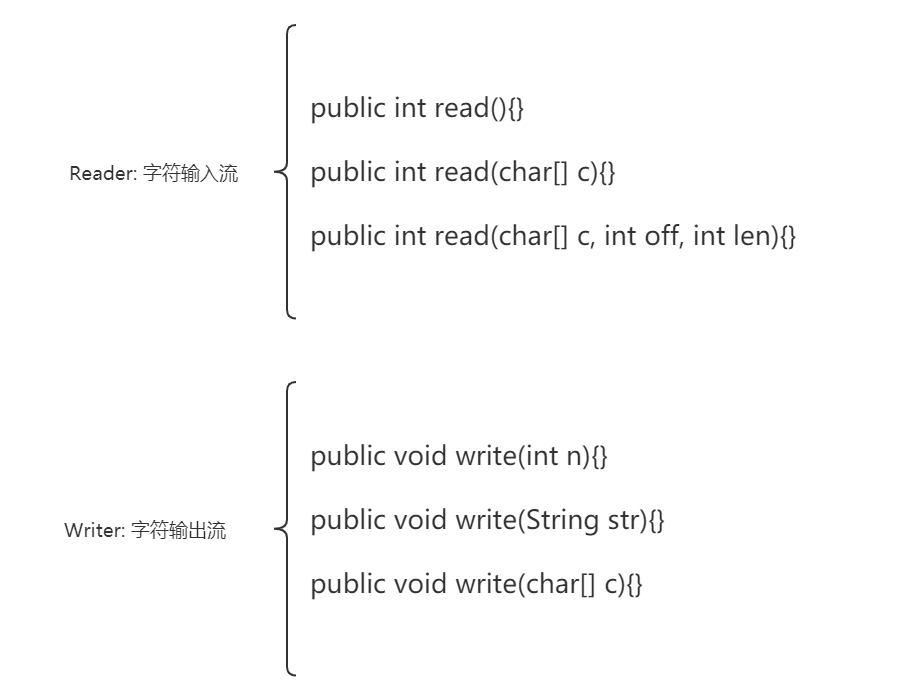 public int read(){}
Reader: 字符输入流
public int read(char[] c){}
public int read(char[] c, int off, int len){}
public void write(int n){}
Writer: 字符输出流
public void write(String str){}
public void write(char[] c){}